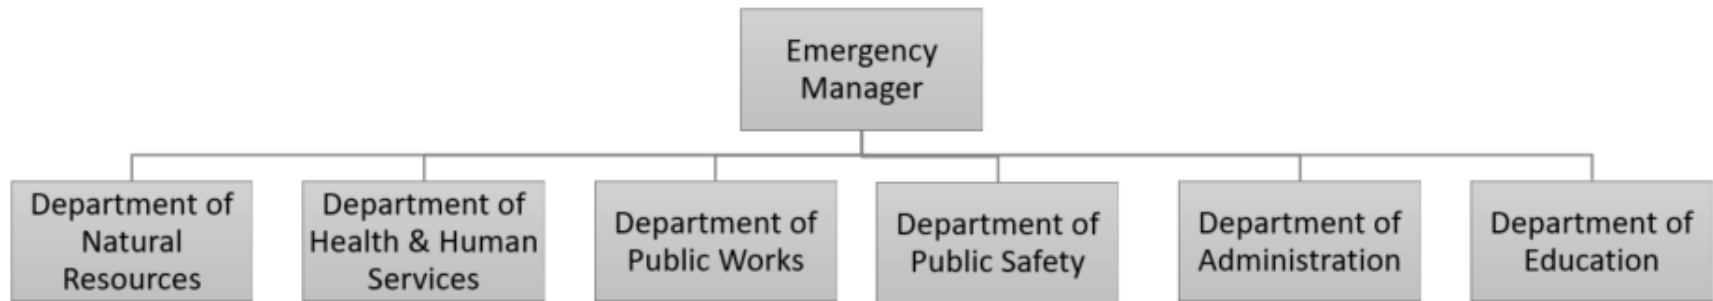 Emergency
Manager
Department of
Natural
Resources
Department of
Health & Human
Services
Department of
Public Works
Department of
Public Safety
Department of
Administration
Department of
Education